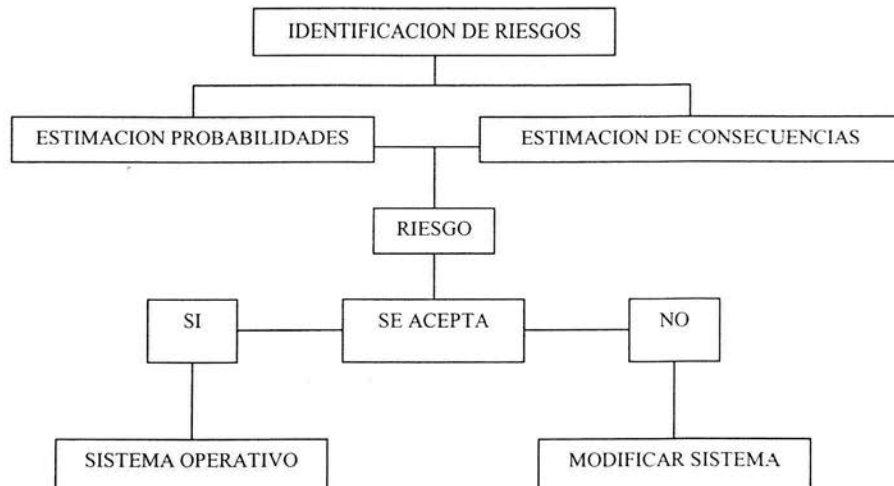 IDENTIFICACION DE RIESGOS
ESTIMACION PROBABILIDADES
ESTIMACION DE CONSECUENCIAS
RIESGO
SI
SE ACEPTA
NO
SISTEMA OPERATIVO
MODIFICAR SISTEMA